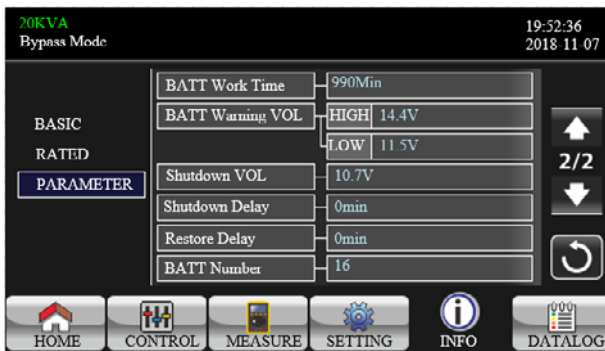 20KVA
Bypass Mode
19:52:36
2018-11-07
BASIC
RATED
PARAMETER
BATT Work Time 990Min
BATT Warning VOL HIGH 14.4V
LOW 11.5V
Shutdown VOL 10.7V
Shutdown Delay 0min
Restore Delay 0min
BATT Number 16
2/2
HOME CONTROL MEASURE SETTING INFO DATALOG